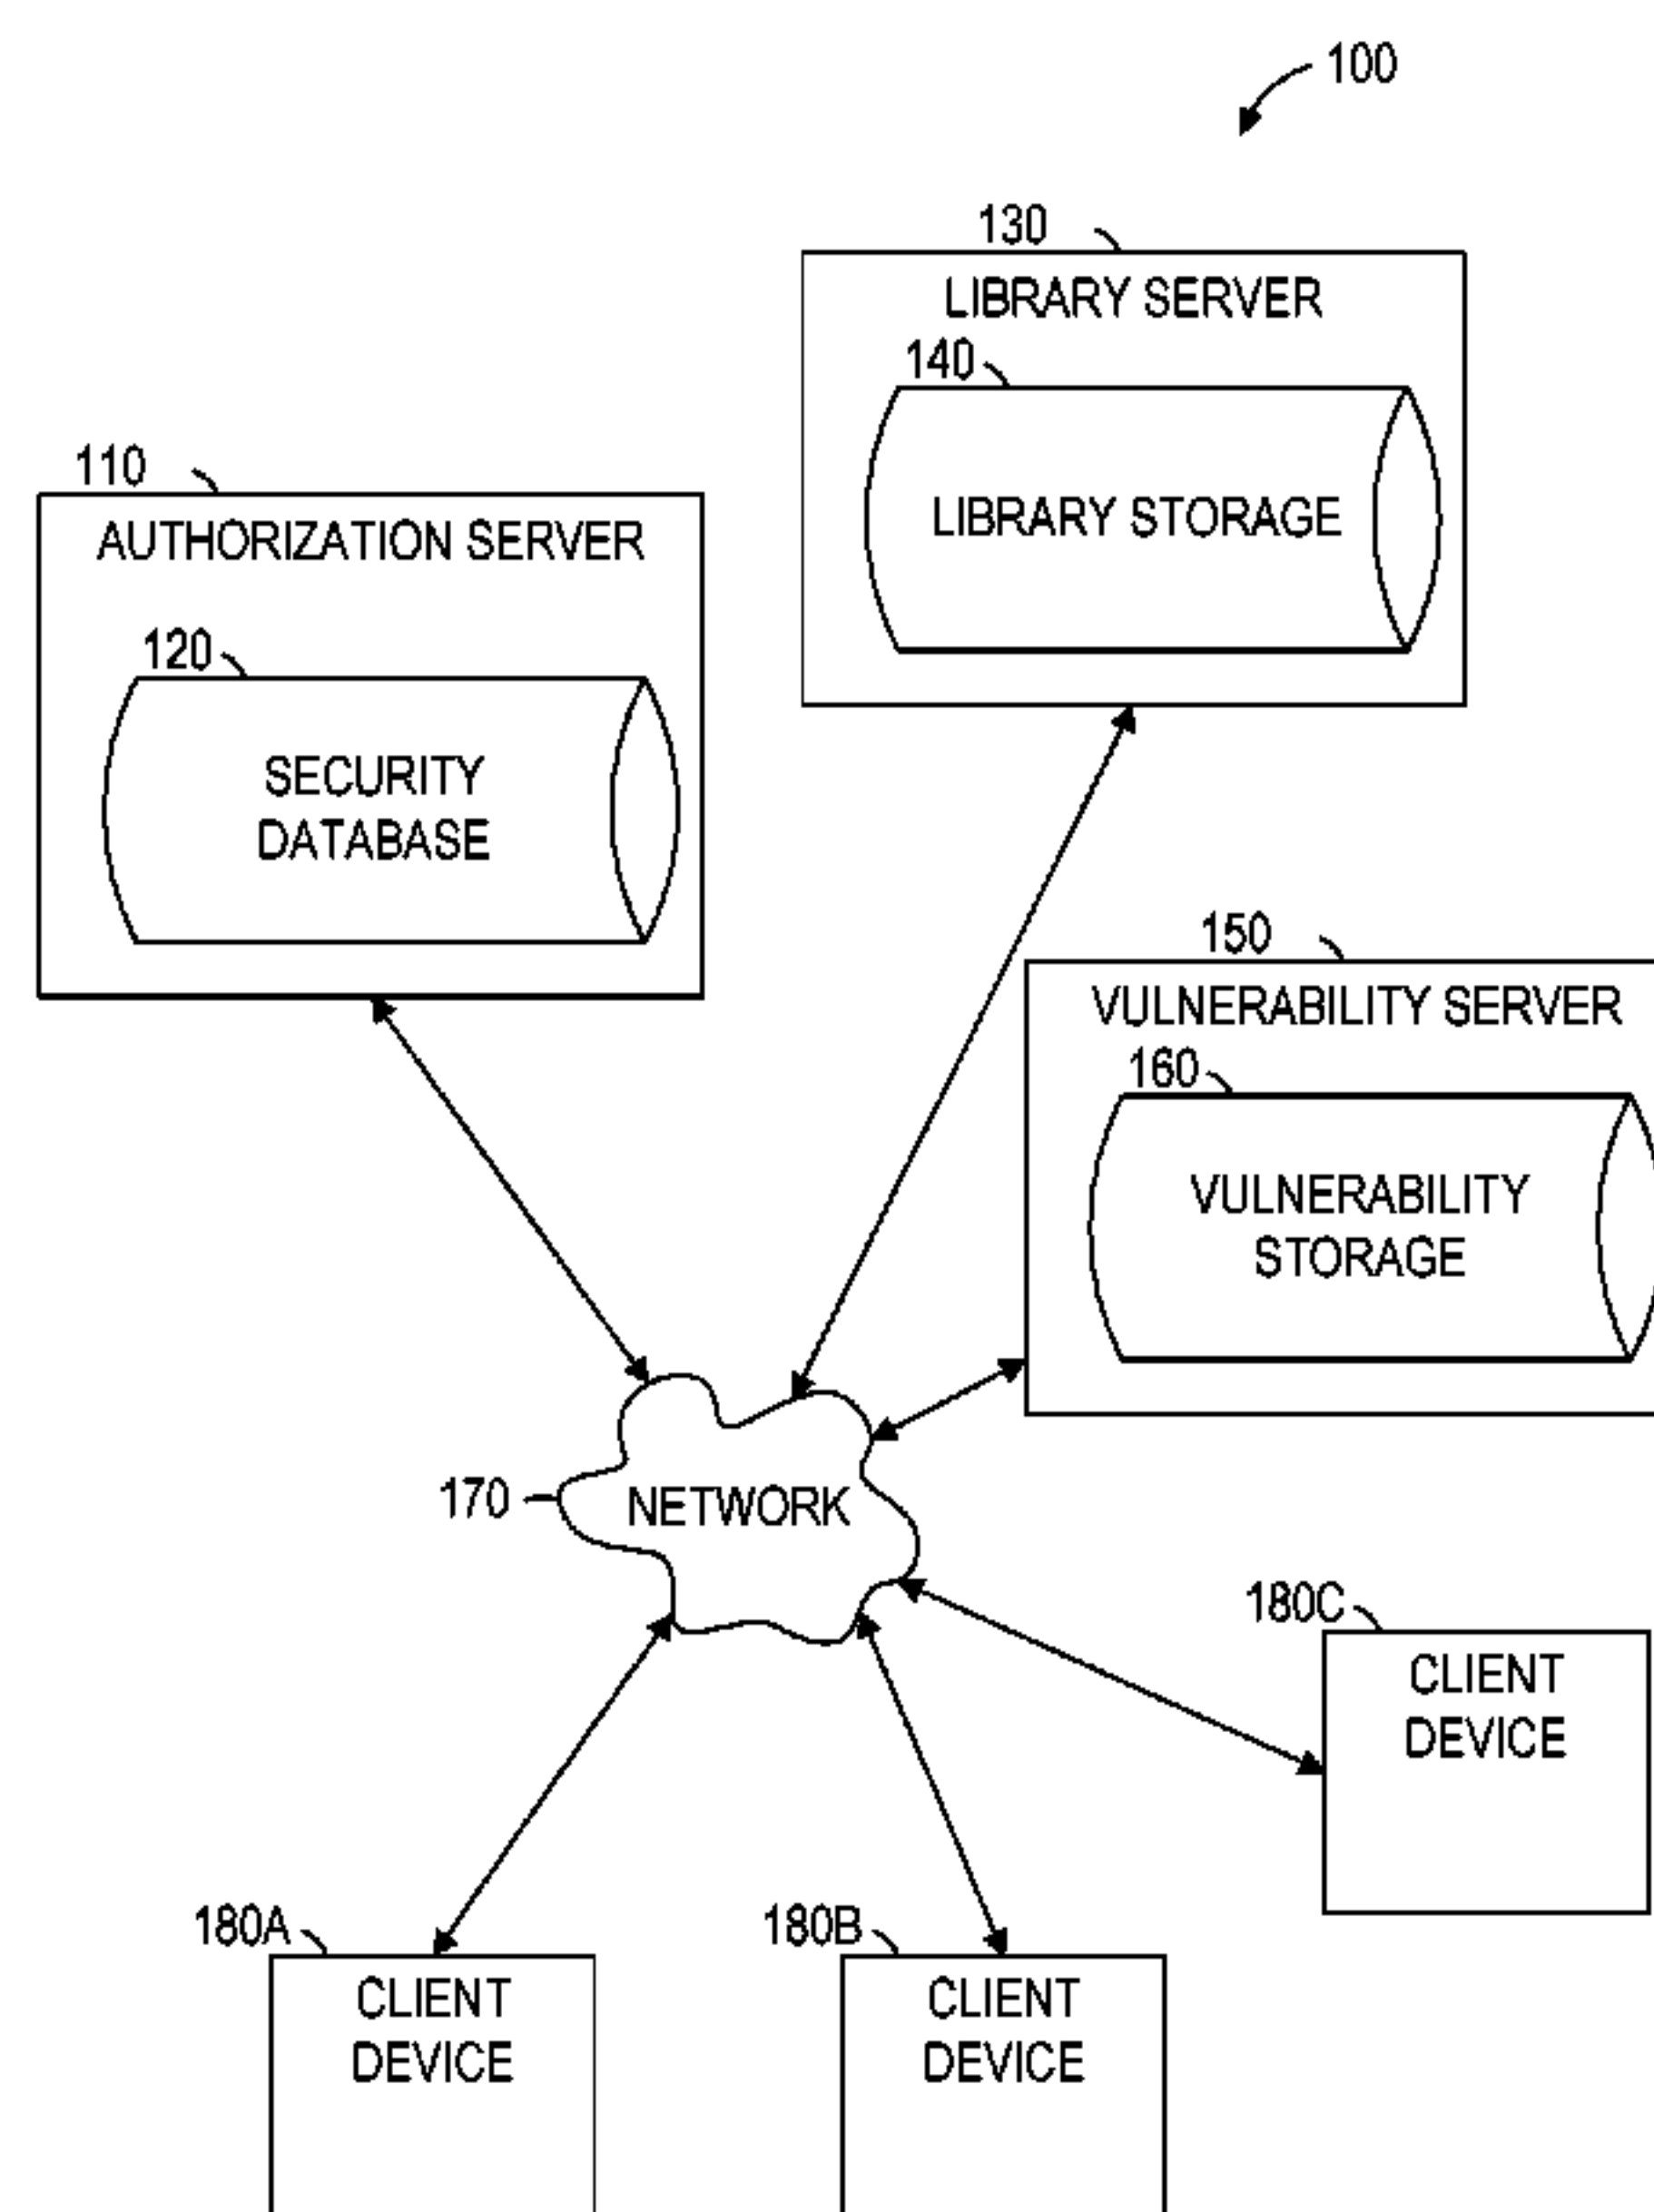 100
130
LIBRARY SERVER
140
LIBRARY STORAGE
110
AUTHORIZATION SERVER
120
SECURITY
DATABASE
150
VULNERABILITY SERVER
160
VULNERABILITY
STORAGE
170
NETWORK
180C
CLIENT
DEVICE
180A
CLIENT
DEVICE
180B
CLIENT
DEVICE